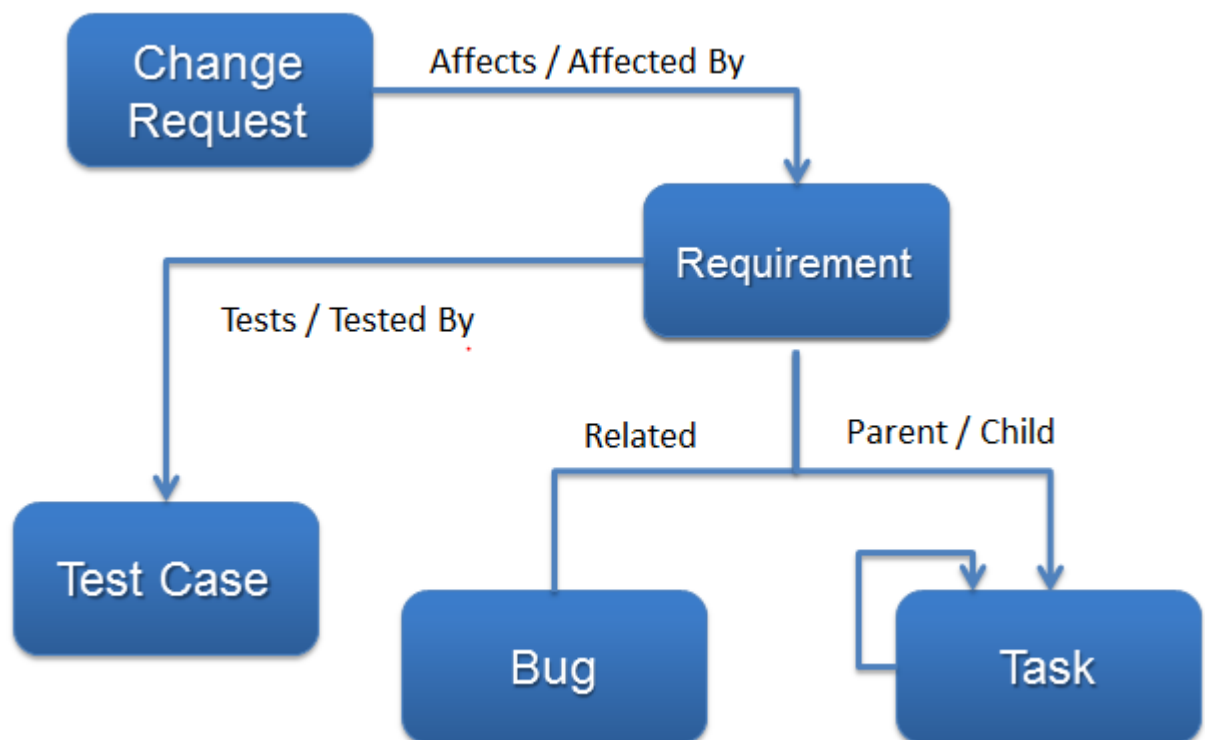 Change
Request
Affects / Affected By
Requirement
Tests / Tested By
Related
Parent / Child
Test Case
Bug
Task